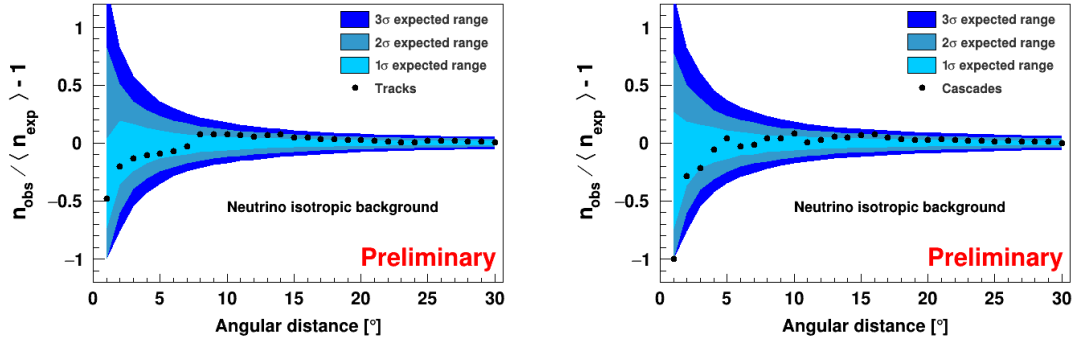 1
0.5
0
−0.5
−1
n_obs / ⟨ n_exp ⟩ - 1
3σ expected range
2σ expected range
1σ expected range
Tracks
Neutrino isotropic background
Preliminary
0 5 10 15 20 25 30
Angular distance [°]
1
0.5
0
−0.5
−1
n_obs / ⟨ n_exp ⟩ - 1
3σ expected range
2σ expected range
1σ expected range
Cascades
Neutrino isotropic background
Preliminary
0 5 10 15 20 25 30
Angular distance [°]